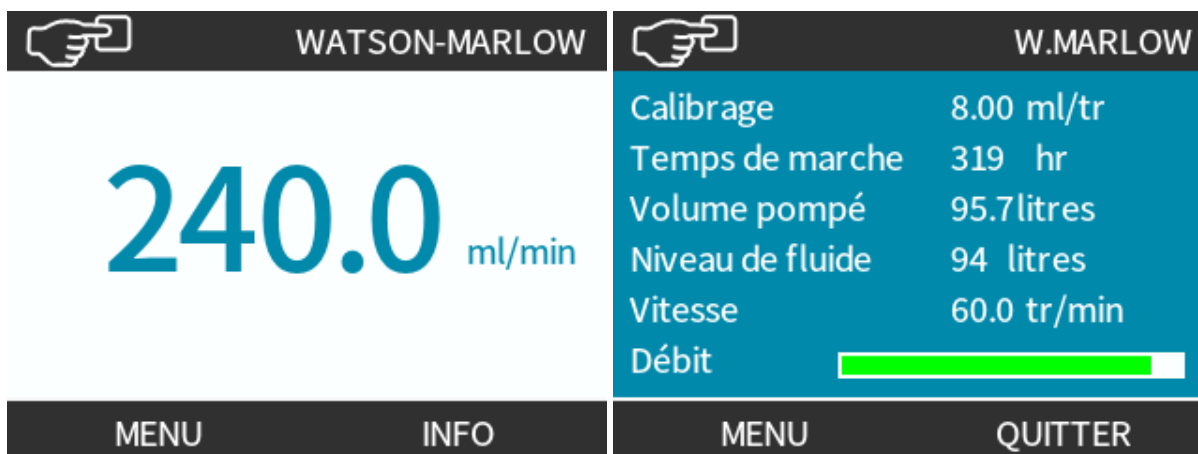 WATSON-MARLOW
240.0 ml/min
MENU INFO
W.MARLOW
Calibrage 8.00 ml/tr
Temps de marche 319 hr
Volume pompé 95.7litres
Niveau de fluide 94 litres
Vitesse 60.0 tr/min
Débit
MENU QUITTER